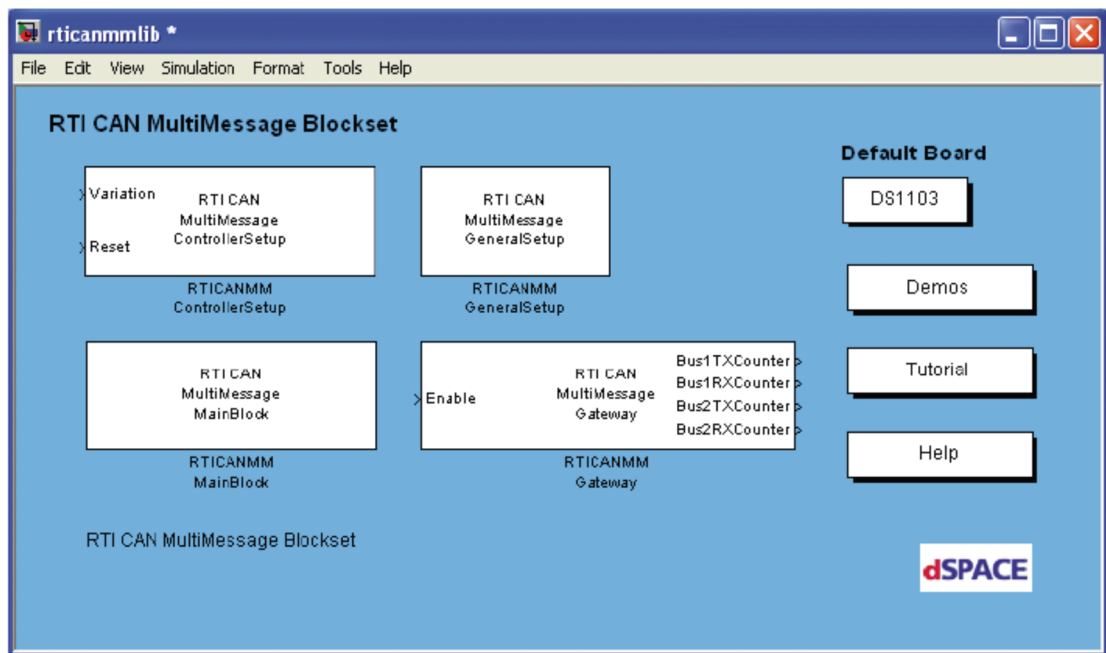 rticanmmlib *
File Edit View Simulation Format Tools Help
RTI CAN MultiMessage Blockset
Default Board
Variation
Reset
RTI CAN
MultiMessage
ControllerSetup
RTICANMM
ControllerSetup
RTI CAN
MultiMessage
GeneralSetup
RTICANMM
GeneralSetup
DS1103
Demos
RTI CAN
MultiMessage
MainBlock
RTICANMM
MainBlock
Enable
RTI CAN
MultiMessage
Gateway
Bus1TXCounter
Bus1RXCounter
Bus2TXCounter
Bus2RXCounter
RTICANMM
Gateway
Tutorial
Help
RTI CAN MultiMessage Blockset
dSPACE